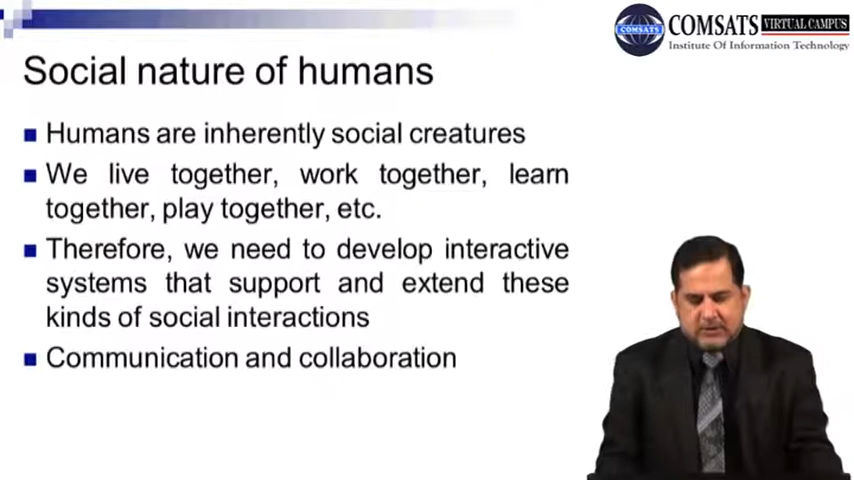 COMSATS VIRTUAL CAMPUS
COMSATS
Institute Of Information Technology
Social nature of humans
Humans are inherently social creatures
We live together, work together, learn
together, play together, etc.
Therefore, we need to develop interactive
systems that support and extend these
kinds of social interactions
Communication and collaboration